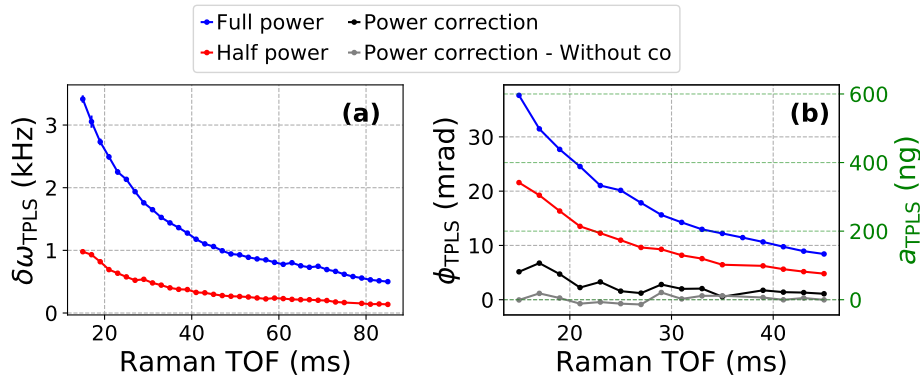 Full power
Half power
Power correction
Power correction - Without co
(a)
δω_TPLS (kHz)
0
1
2
3
20
40
60
80
Raman TOF (ms)
(b)
ϕ_TPLS (mrad)
0
10
20
30
20
30
40
Raman TOF (ms)
a_TPLS (ng)
0
200
400
600